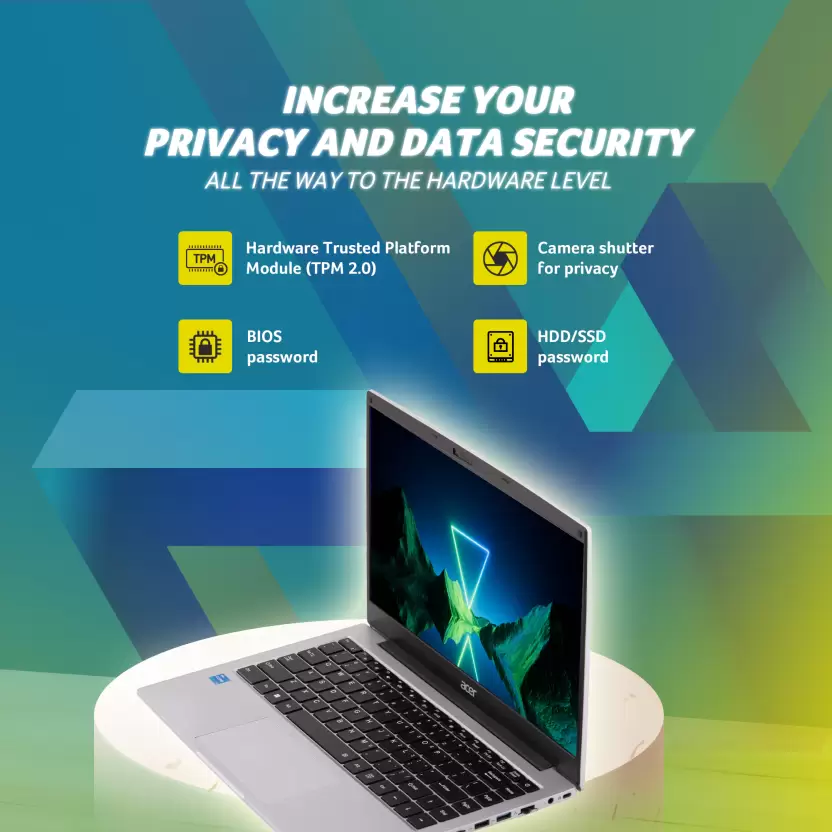 INCREASE YOUR
PRIVACY AND DATA SECURITY
ALL THE WAY TO THE HARDWARE LEVEL
TPM
Hardware Trusted Platform
Module (TPM 2.0)
Camera shutter
for privacy
BIOS
password
HDD/SSD
password
acer